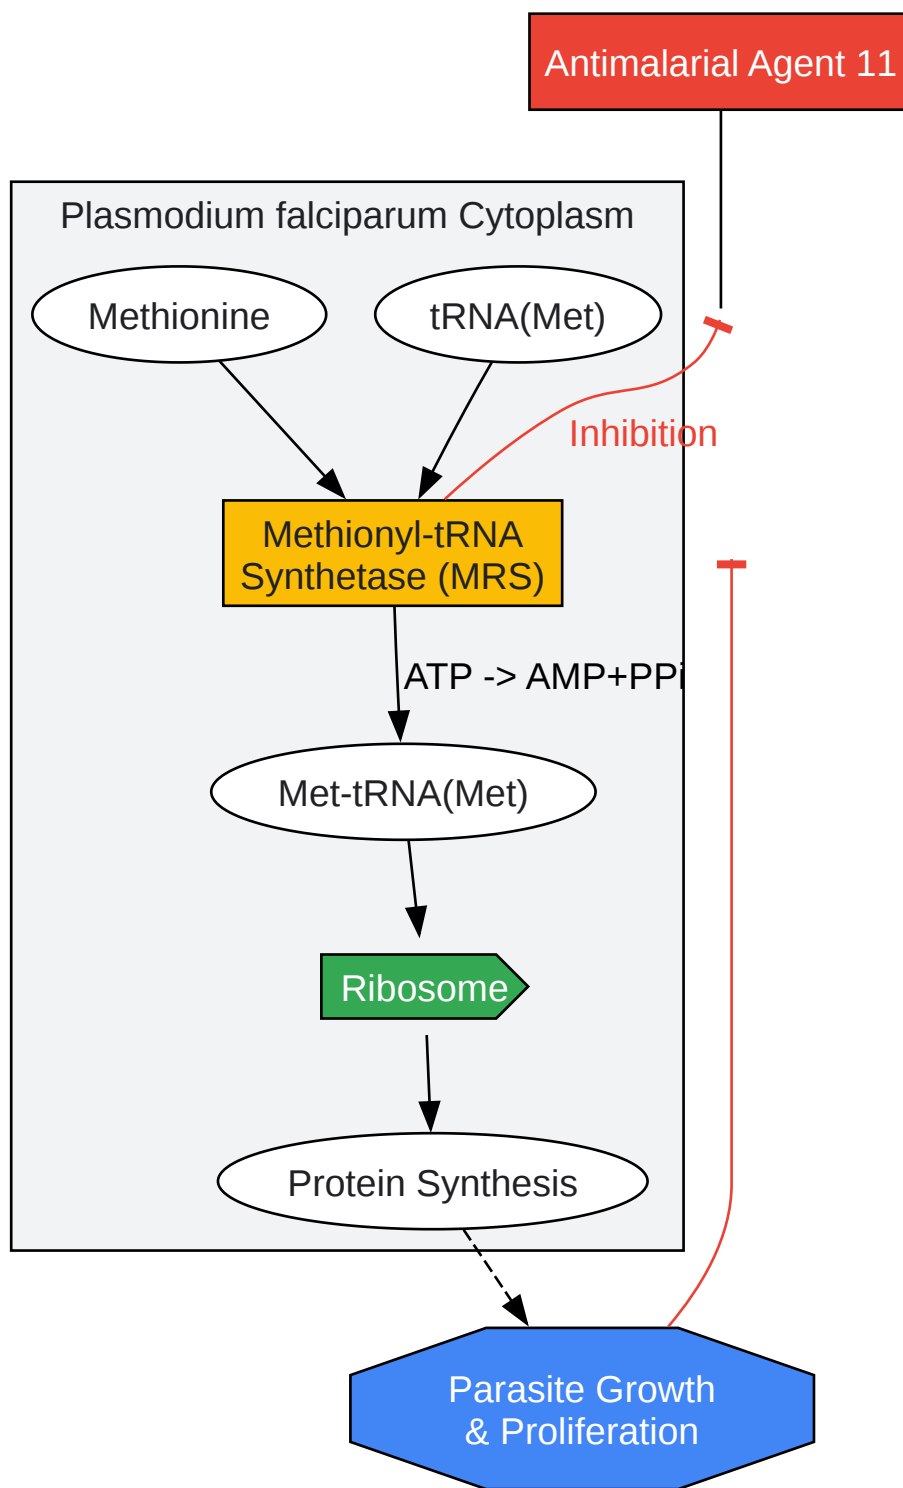 Antimalarial Agent 11
Plasmodium falciparum Cytoplasm
Methionine
tRNA(Met)
Inhibition
Methionyl-tRNA
Synthetase (MRS)
ATP -> AMP+PPi
Met-tRNA(Met)
Ribosome
Protein Synthesis
Parasite Growth
& Proliferation